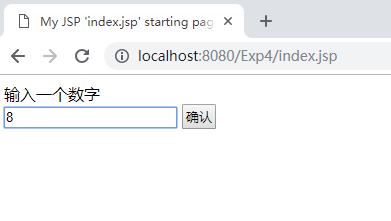 My JSP 'index.jsp' starting pag
localhost:8080/Exp4/index.jsp
输入一个数字
8 确认